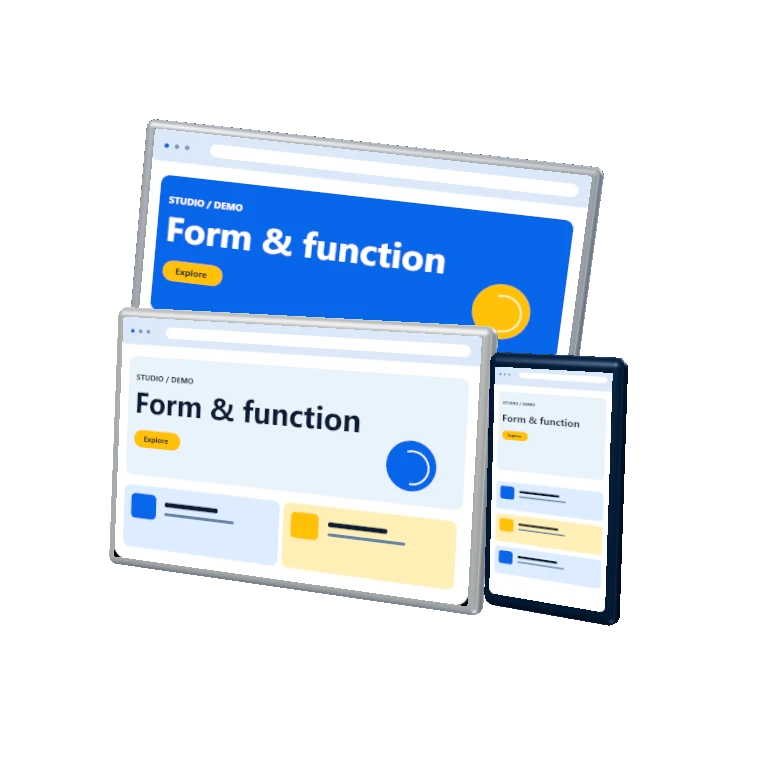 STUDIO / DEMO
Form & function
Explore
STUDIO / DEMO
Form & function
Explore
STUDIO / DEMO
Form & function
Explore